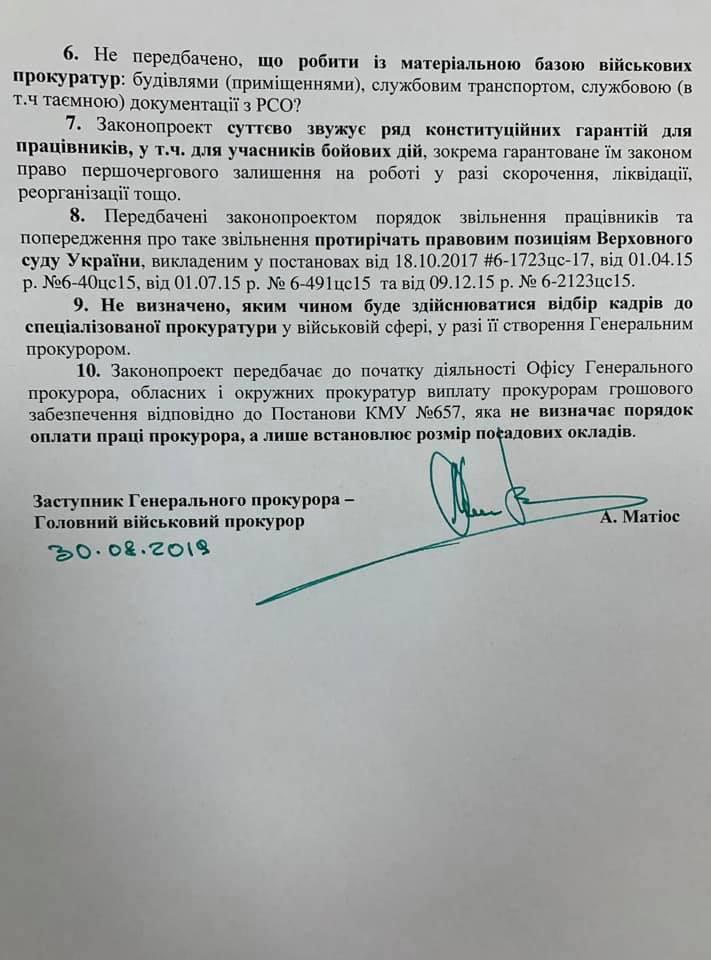 6. Не передбачено, що робити із матеріальною базою військових
прокуратур: будівлями (приміщеннями), службовим транспортом, службовою (в
т.ч таємною) документації з РСО?
7. Законопроект суттєво звужує ряд конституційних гарантій для
працівників, у т.ч. для учасників бойових дій, зокрема гарантоване їм законом
право першочергового залишення на роботі у разі скорочення, ліквідації,
реорганізації тощо.
8. Передбачені законопроектом порядок звільнення працівників та
попередження про таке звільнення протирічать правовим позиціям Верховного
суду України, викладеним у постановах від 18.10.2017 #6-1723цс-17, від 01.04.15
р. №6-40цс15, від 01.07.15 р. № 6-491цс15 та від 09.12.15 р. № 6-2123цс15.
9. Не визначено, яким чином буде здійснюватися відбір кадрів до
спеціалізованої прокуратури у військовій сфері, у разі її створення Генеральним
прокурором.
10. Законопроект передбачає до початку діяльності Офісу Генерального
прокурора, обласних і окружних прокуратур виплату прокурорам грошового
забезпечення відповідно до Постанови КМУ №657, яка не визначає порядок
оплати праці прокурора, а лише встановлює розмір посадових окладів.
Заступник Генерального прокурора –
Головний військовий прокурор
А. Матіос
30.08.2019